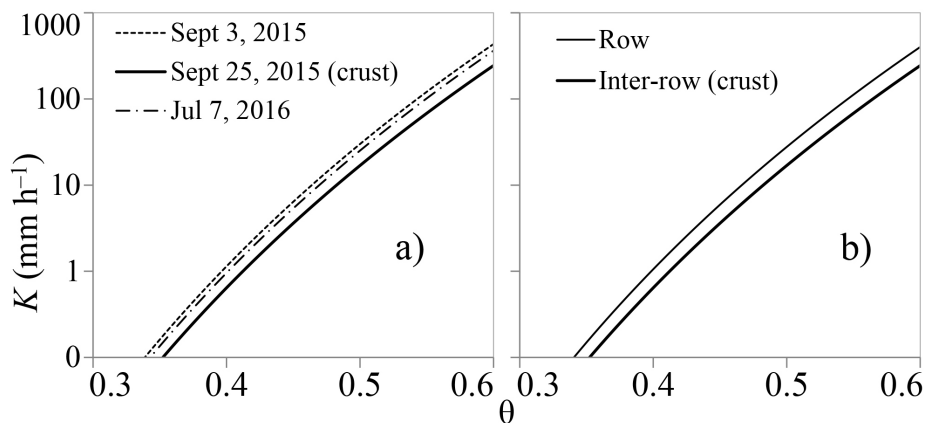 1000
100
10
1
0
K (mm h–1)
Sept 3, 2015
Sept 25, 2015 (crust)
Jul 7, 2016
a)
0.3 0.4 0.5 0.6
Row
Inter-row (crust)
b)
0.3 0.4 0.5 0.6
θ